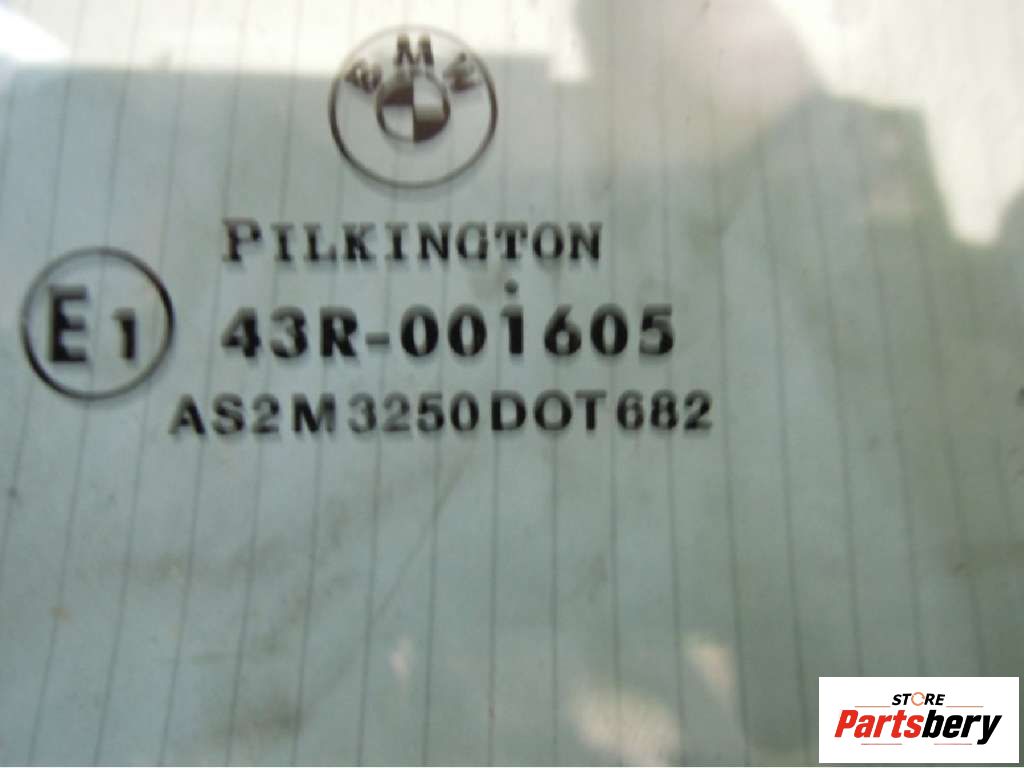 BMW
PILKINGTON
E1
43R-001605
AS2M3250DOT682
STORE
Partsbery